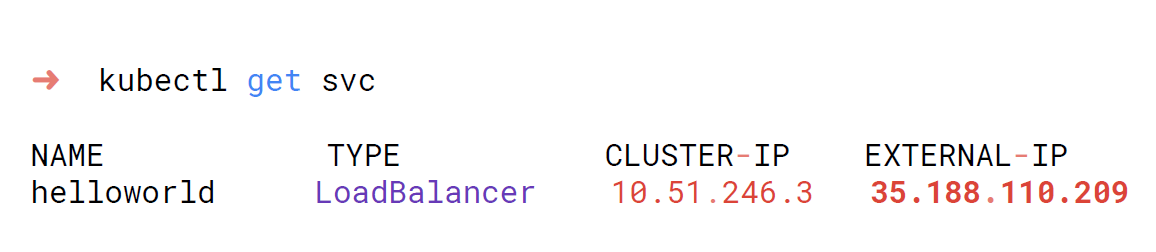 ➜ kubectl get svc
NAME TYPE CLUSTER-IP EXTERNAL-IP
helloworld LoadBalancer 10.51.246.3 35.188.110.209